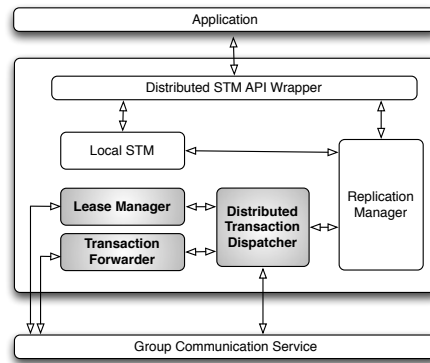 Application
Distributed STM API Wrapper
Local STM
Replication
Manager
Lease Manager
Distributed
Transaction
Dispatcher
Transaction
Forwarder
Group Communication Service